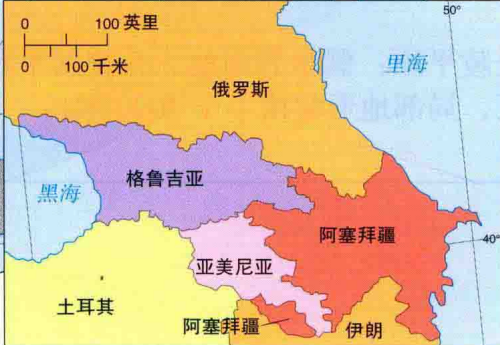 50°
0 100 英里
0 100 千米
里海
俄罗斯
黑海
格鲁吉亚
阿塞拜疆
40°
亚美尼亚
土耳其
阿塞拜疆
伊朗